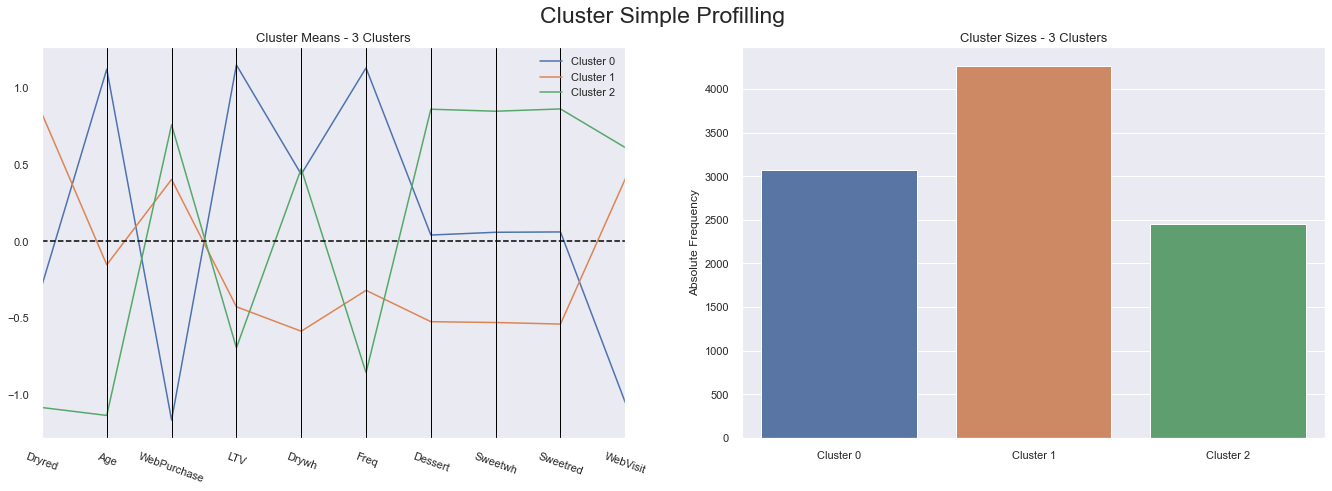 Cluster Simple Profilling
Cluster Means - 3 Clusters
Cluster 0
Cluster 1
Cluster 2
1.0
0.5
0.0
−0.5
−1.0
Dryred
Age
WebPurchase
LTV
Drywh
Freq
Dessert
Sweetwh
Sweetred
WebVisit
Cluster Sizes - 3 Clusters
Absolute Frequency
4000
3500
3000
2500
2000
1500
1000
500
0
Cluster 0
Cluster 1
Cluster 2